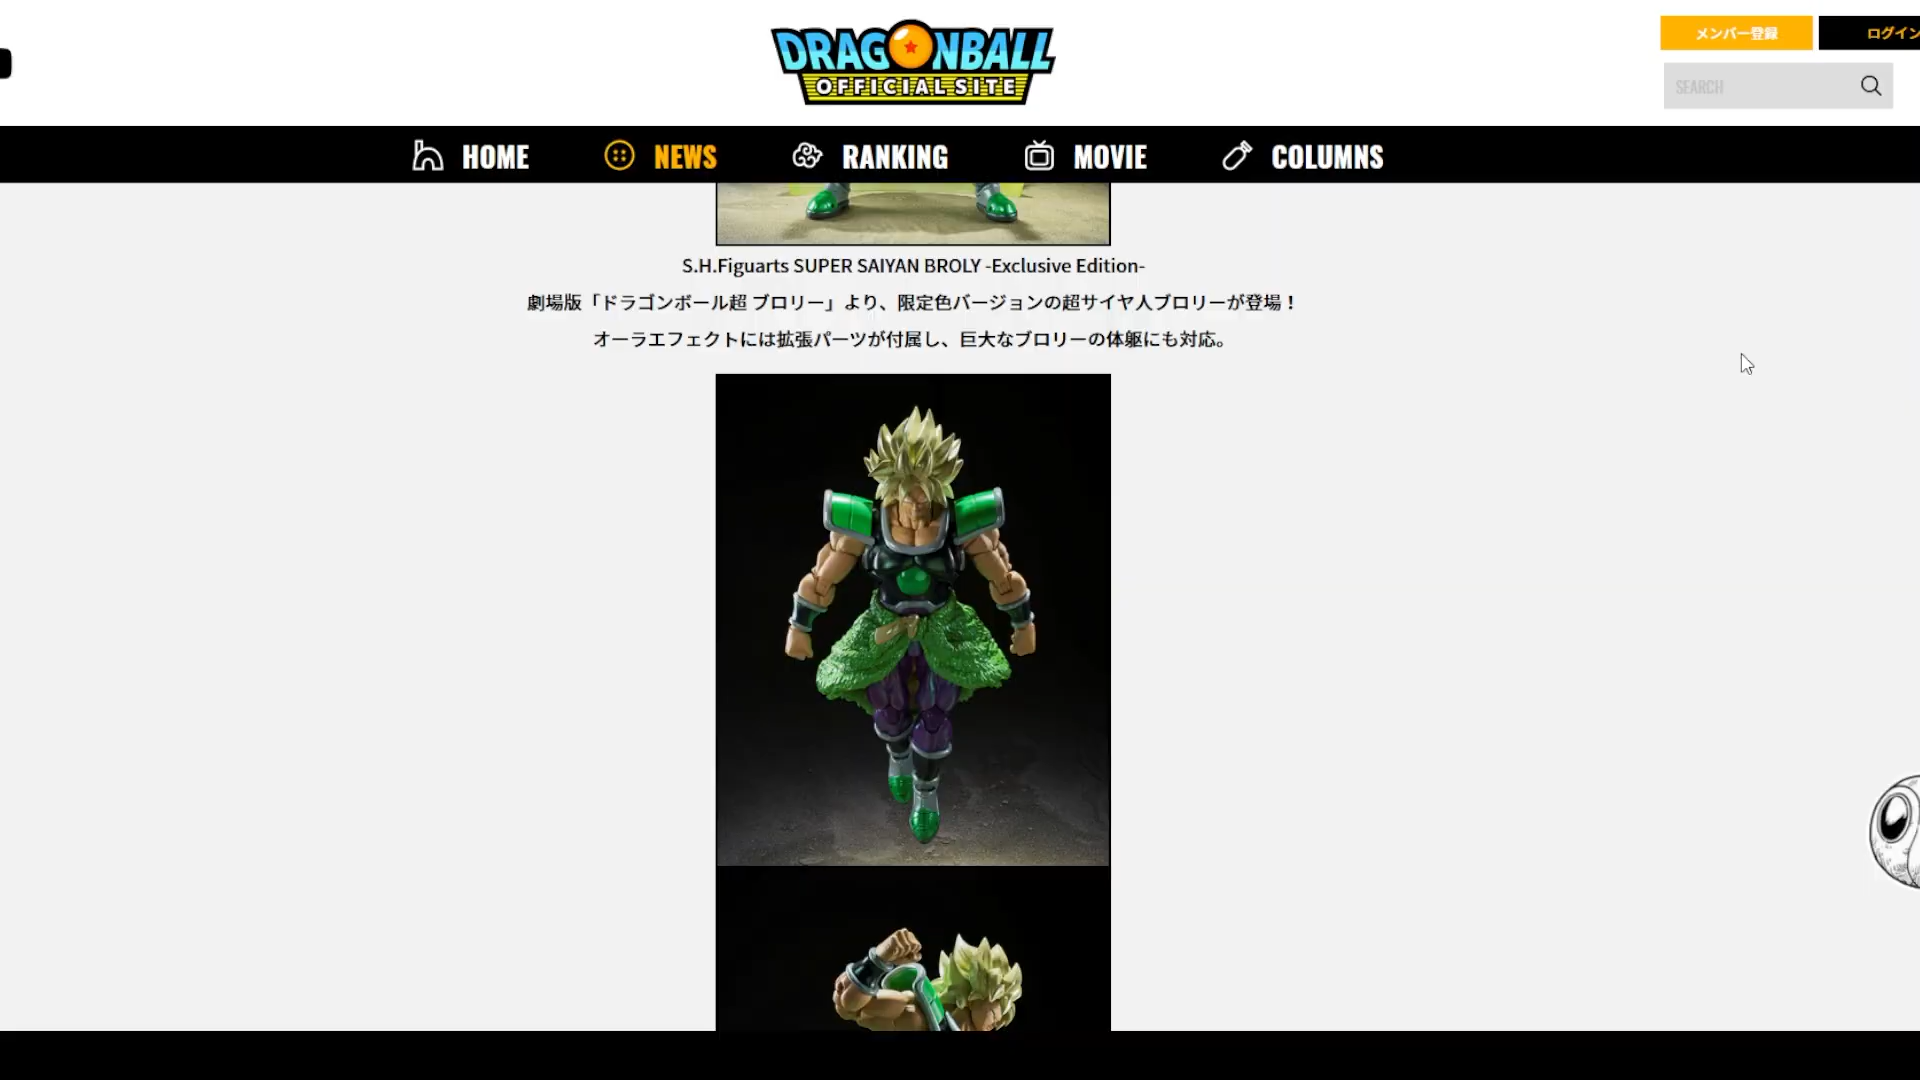 DRAGONBALL
OFFICIAL SITE
メンバー登録
ログイン
SEARCH
HOME
NEWS
RANKING
MOVIE
COLUMNS
S.H.Figuarts SUPER SAIYAN BROLY -Exclusive Edition-
劇場版「ドラゴンボール超 ブロリー」より、限定色バージョンの超サイヤ人ブロリーが登場！
オーラエフェクトには拡張パーツが付属し、巨大なブロリーの体躯にも対応。